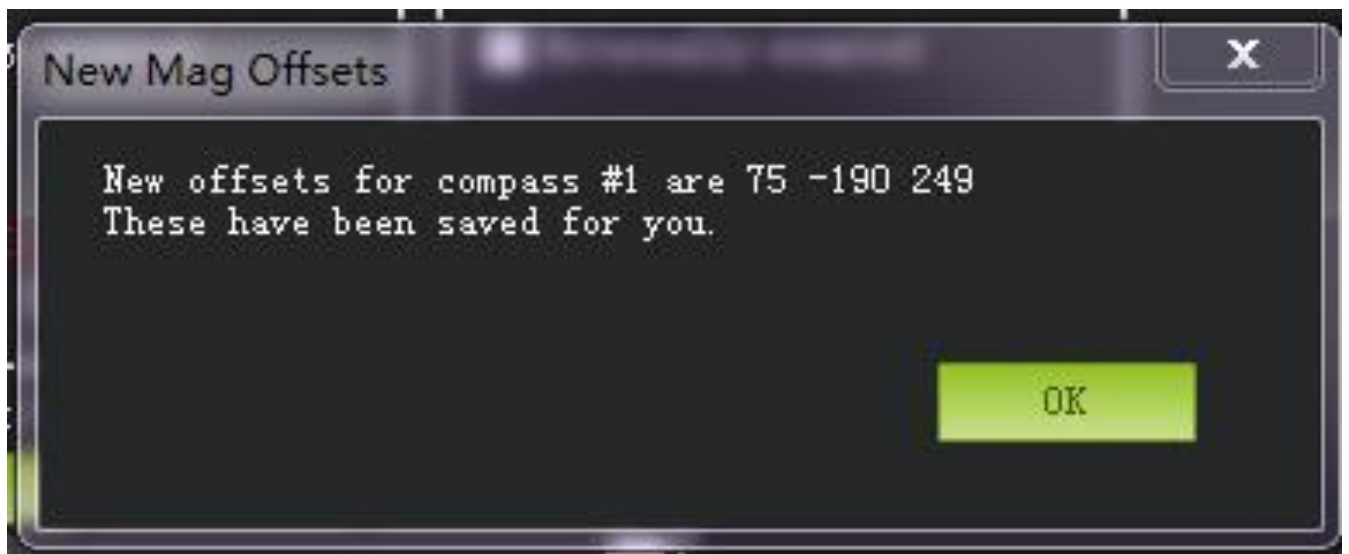 New Mag Offsets
x
New offsets for compass #1 are 75 -190 249
These have been saved for you.
OK